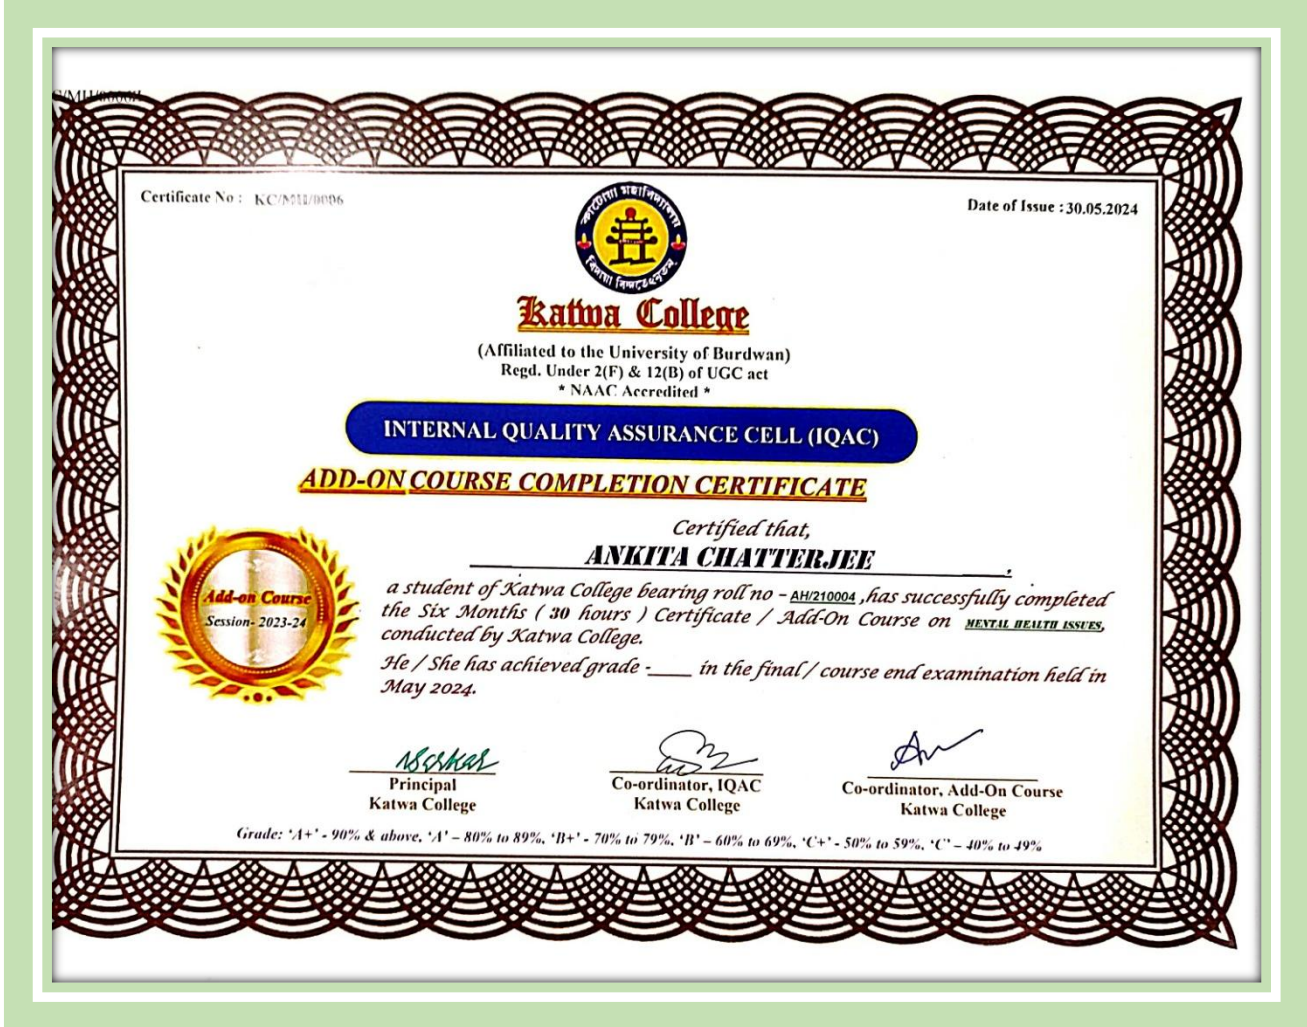 Certificate No : KC/MH/0006
Date of Issue : 30.05.2024
কাটোয়া মহাবিদ্যালয়
Katwa College
(Affiliated to the University of Burdwan)
Regd. Under 2(F) & 12(B) of UGC act
* NAAC Accredited *
INTERNAL QUALITY ASSURANCE CELL (IQAC)
ADD-ON COURSE COMPLETION CERTIFICATE
Certified that,
ANKITA CHATTERJEE ,
Add-on Course
Session- 2023-24
a student of Katwa College bearing roll no - AH/210004 ,has successfully completed
the Six Months ( 30 hours ) Certificate / Add-On Course on MENTAL HEALTH ISSUES,
conducted by Katwa College.
He / She has achieved grade -____ in the final / course end examination held in
May 2024.
Principal
Katwa College
Co-ordinator, IQAC
Katwa College
Co-ordinator, Add-On Course
Katwa College
Grade: ‘A+’ - 90% & above, ‘A’ – 80% to 89%, ‘B+’ - 70% to 79%, ‘B’ – 60% to 69%, ‘C+’ - 50% to 59%, ‘C’ – 40% to 49%